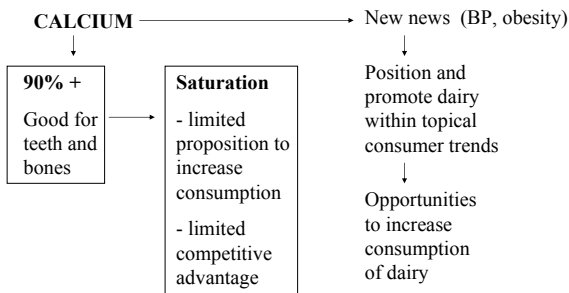 CALCIUM
New news (BP, obesity)
90% +
Good for
teeth and
bones
Saturation
- limited
proposition to
increase
consumption
- limited
competitive
advantage
Position and
promote dairy
within topical
consumer trends
Opportunities
to increase
consumption
of dairy